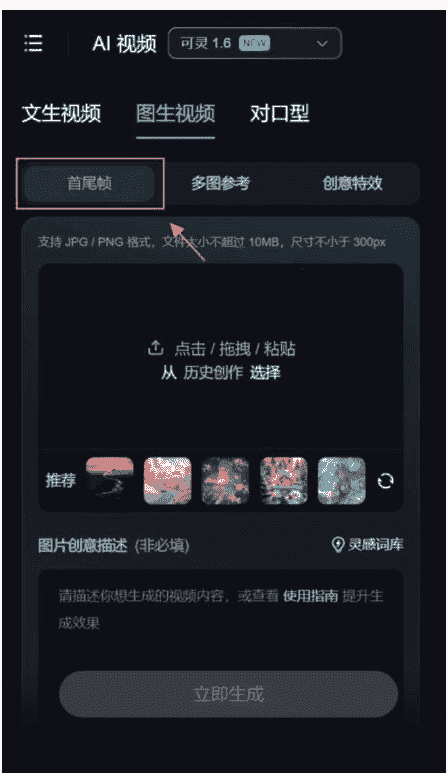 AI 视频 可灵 1.6 NEW
文生视频 图生视频 对口型
首尾帧 多图参考 创意特效
支持 JPG / PNG 格式，文件大小不超过 10MB，尺寸不小于 300px
点击 / 拖拽 / 粘贴
从 历史创作 选择
推荐
图片创意描述 (非必填) 灵感词库
请描述你想生成的视频内容，或查看 使用指南 提升生
成效果
立即生成